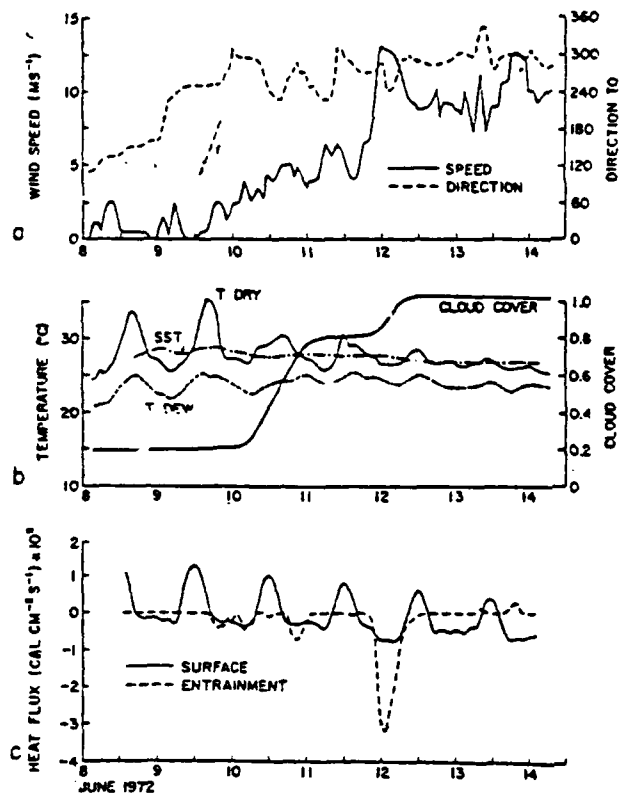 WIND SPEED (MS⁻¹)
15
10
5
0
360
300
240
180
120
60
0
DIRECTION TO
SPEED
DIRECTION
a
8 9 10 11 12 13 14
TEMPERATURE (°C)
30
20
10
T DRY
SST
T DEW
CLOUD COVER
1.0
0.8
0.6
0.4
0.2
0
CLOUD COVER
b
8 9 10 11 12 13 14
HEAT FLUX (CAL CM⁻² S⁻¹)
2
1
0
-1
-2
-3
-4
SURFACE
ENTRAINMENT
c
8 9 10 11 12 13 14
JUNE 1972